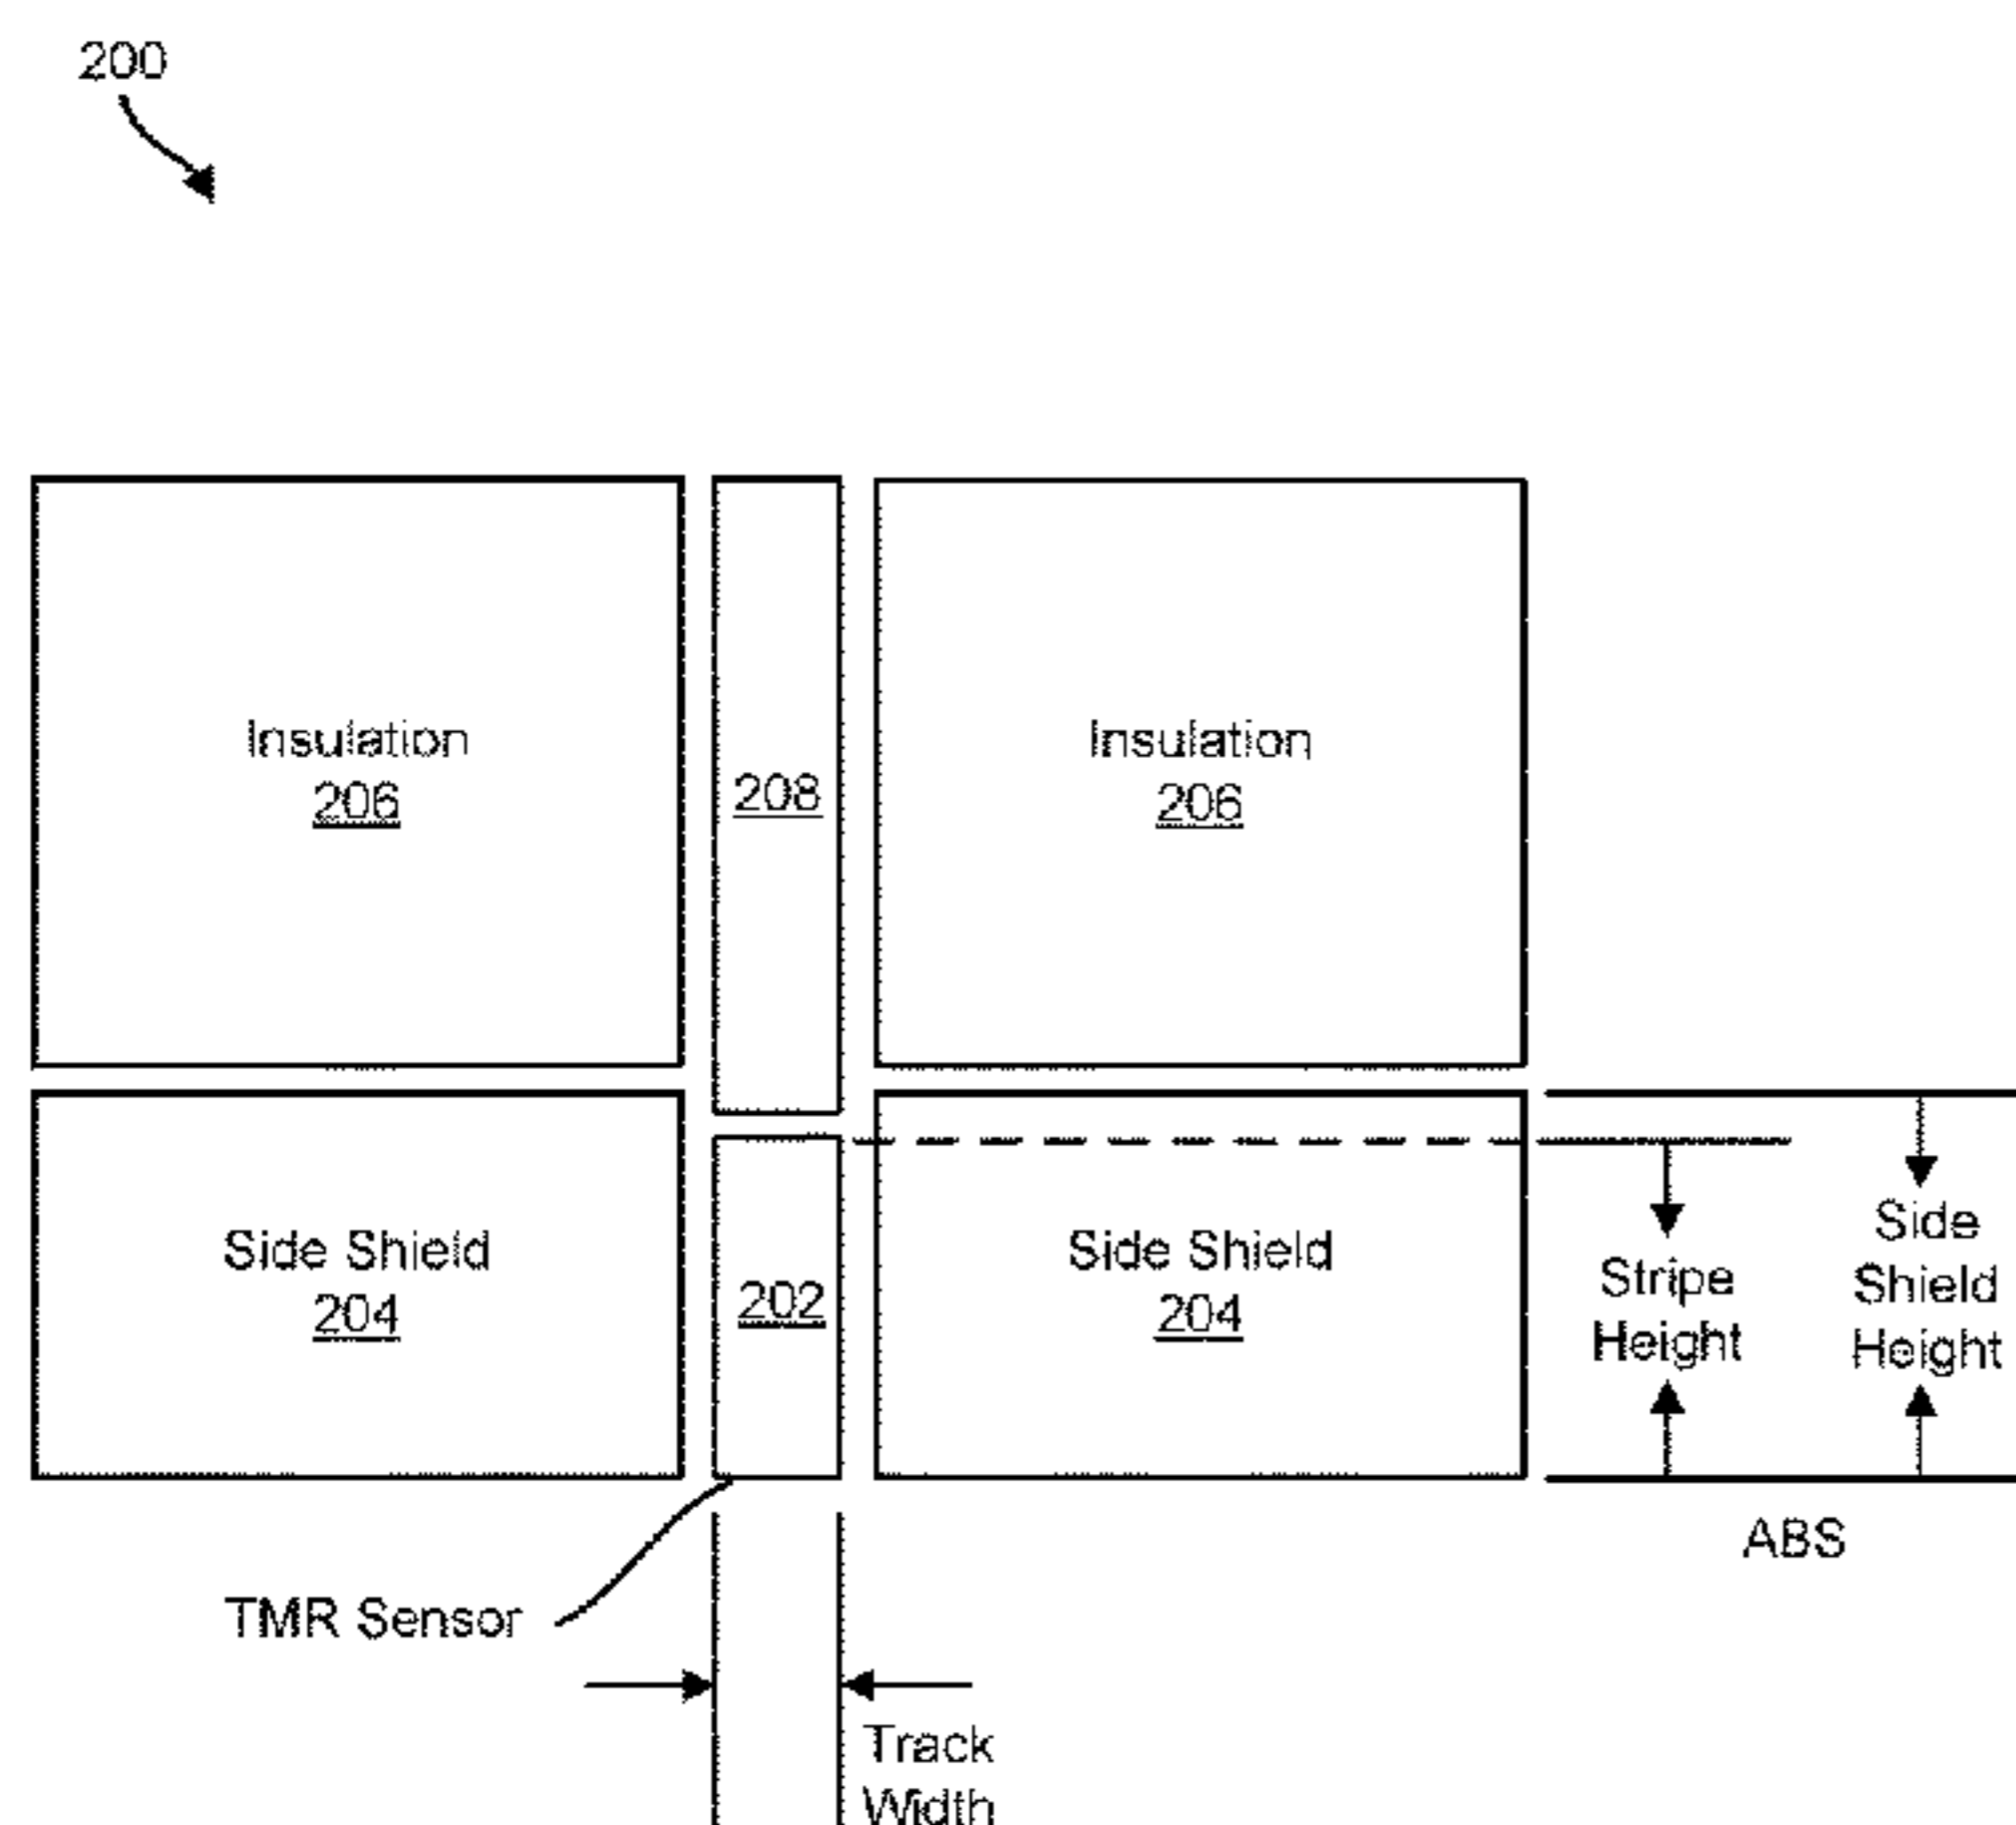 200
Insulation
206
208
Insulation
206
Side Shield
204
202
Side Shield
204
Stripe
Height
Side
Shield
Height
ABS
TMR Sensor
Track
Width